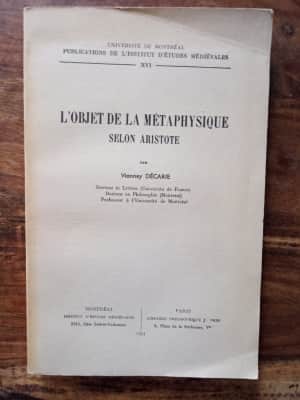 UNIVERSITÉ DE MONTRÉAL
PUBLICATIONS DE L'INSTITUT D'ÉTUDES MÉDIÉVALES
XVI
L'OBJET DE LA MÉTAPHYSIQUE
SELON ARISTOTE
PAR
Vianney DÉCARIE
Docteur ès Lettres (Université de France)
Docteur en Philosophie (Montréal)
Professeur à l'Université de Montréal
MONTRÉAL
INSTITUT D'ÉTUDES MÉDIÉVALES
PARIS
LIBRAIRIE PHILOSOPHIQUE J. VRIN
6, Place de la Sorbonne, Vᵉ